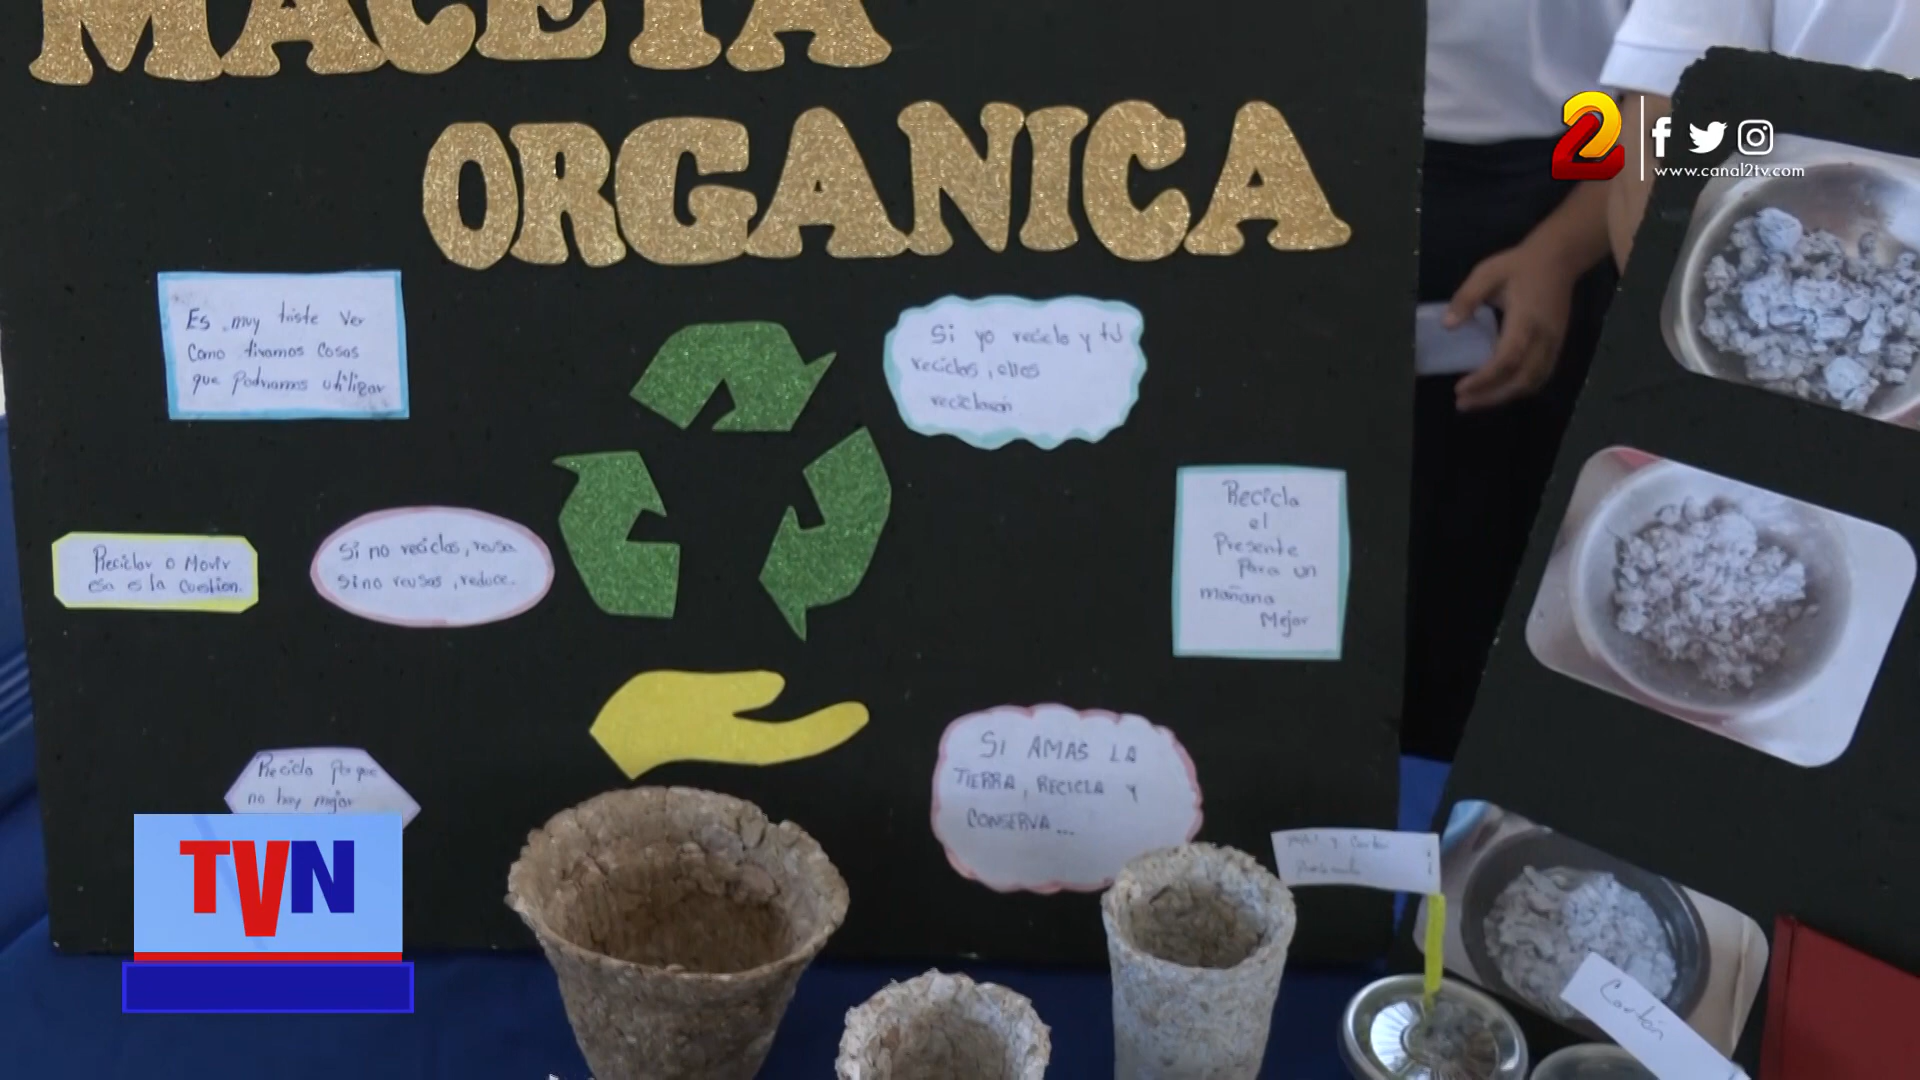 MACETA
ORGANICA
2
www.canal2tv.com
Es muy triste ver
como tiramos cosas
que podriamos utilizar
Si yo reciclo y tu
reciclas, ellos
reciclarán
Recicla
el
Presente
Para un
mañana
Mejor
Reciclar o Morir
esa es la cuestion.
Si no reciclas, reusa
si no reusas, reduce.
Recicla porque
no hay mejor
SI AMAS LA
TIERRA, RECICLA Y
CONSERVA...
Cartón
TVN